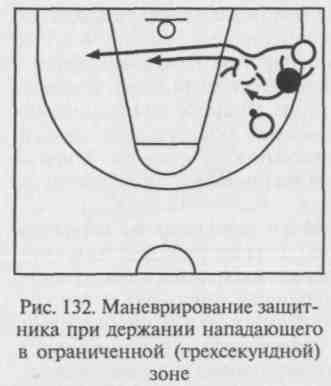 Рис. 132. Маневрирование защит-
ника при держании нападающего
в ограниченной (трехсекундной)
зоне